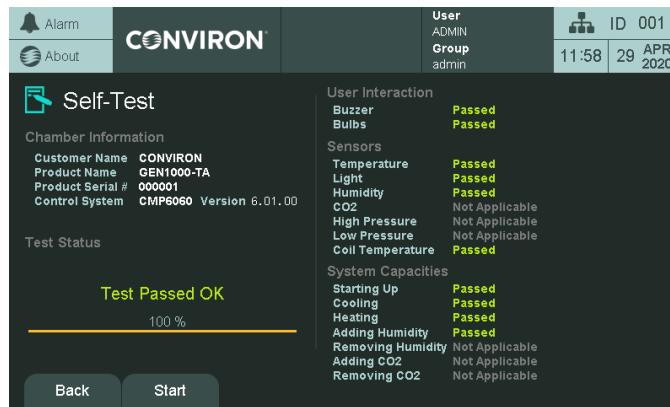 Alarm
About
CONVIRON
User
ADMIN
Group
admin
ID 001
11:58 29 APR 2020
Self-Test
Chamber Information
Customer Name CONVIRON
Product Name GEN1000-TA
Product Serial # 000001
Control System CMP6060 Version 6.01.00
Test Status
Test Passed OK
100 %
Back
Start
User Interaction
Buzzer Passed
Bulbs Passed
Sensors
Temperature Passed
Light Passed
Humidity Passed
CO2 Not Applicable
High Pressure Not Applicable
Low Pressure Not Applicable
Coil Temperature Passed
System Capacities
Starting Up Passed
Cooling Passed
Heating Passed
Adding Humidity Passed
Removing Humidity Not Applicable
Adding CO2 Not Applicable
Removing CO2 Not Applicable